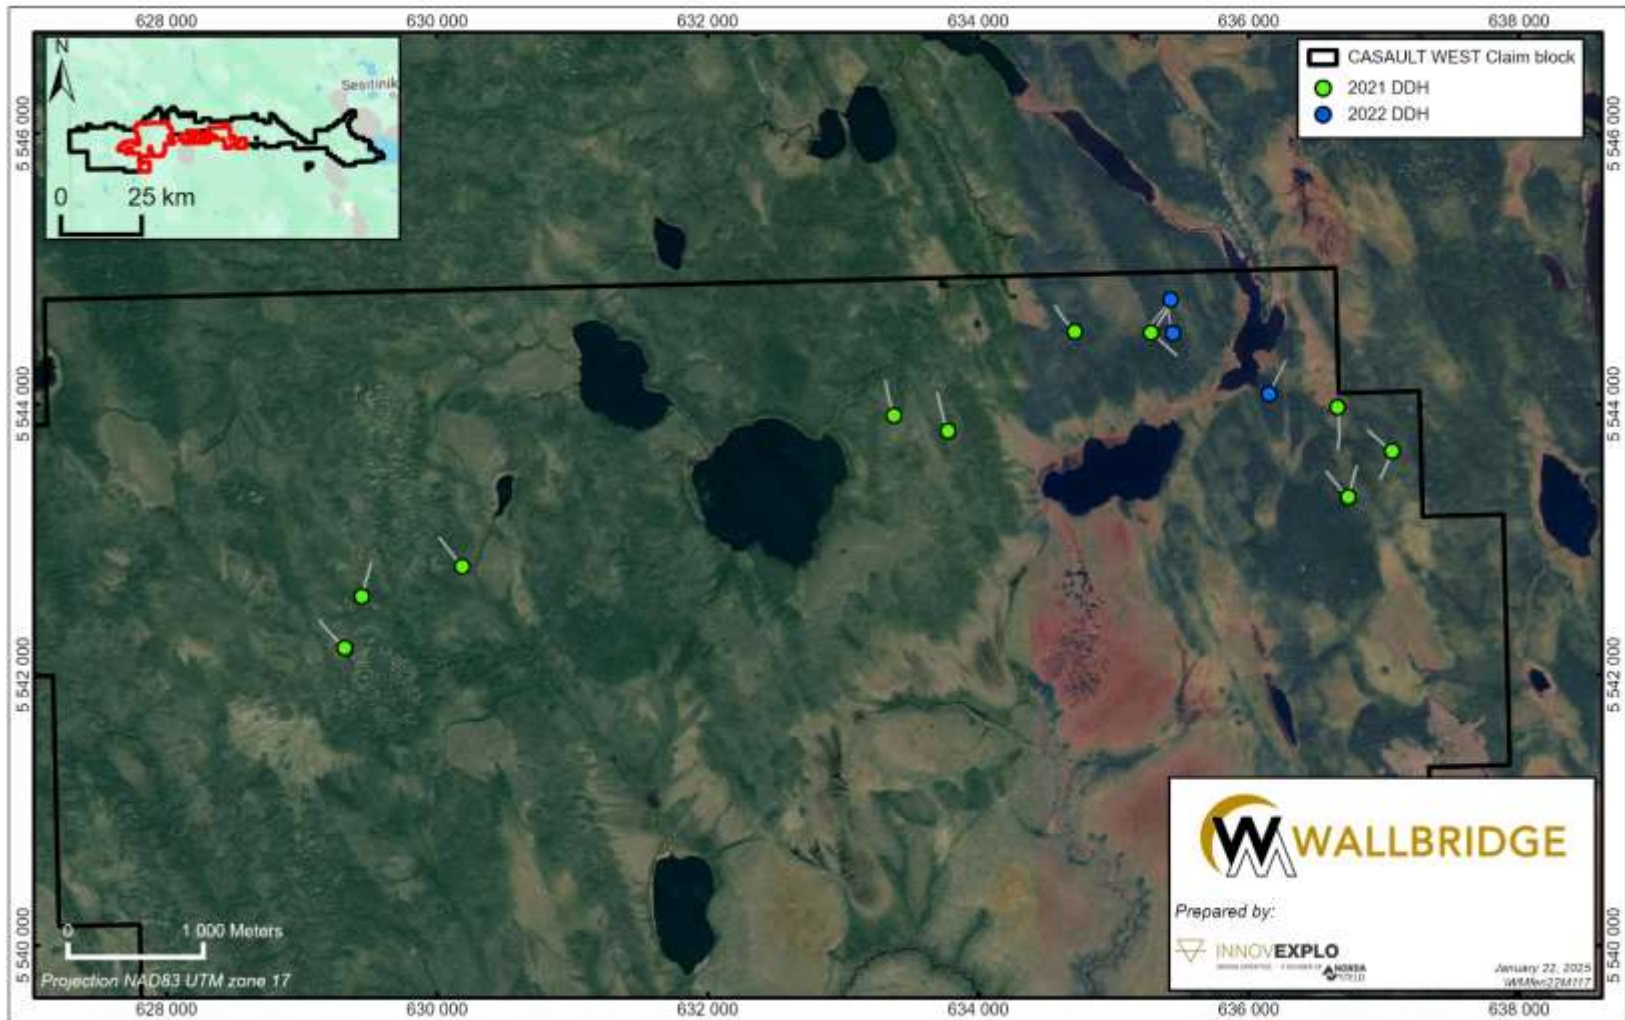 628 000
630 000
632 000
634 000
636 000
638 000
N
0
25 km
CASAULT WEST Claim block
2021 DDH
2022 DDH
5 546 000
5 546 000
5 544 000
5 544 000
5 542 000
5 542 000
5 540 000
5 540 000
0
1 000 Meters
Projection NAD83 UTM zone 17
WALLBRIDGE
Prepared by:
INNOVEXPLO
NORDA
STELO
January 22, 2025
628 000
630 000
632 000
634 000
636 000
638 000